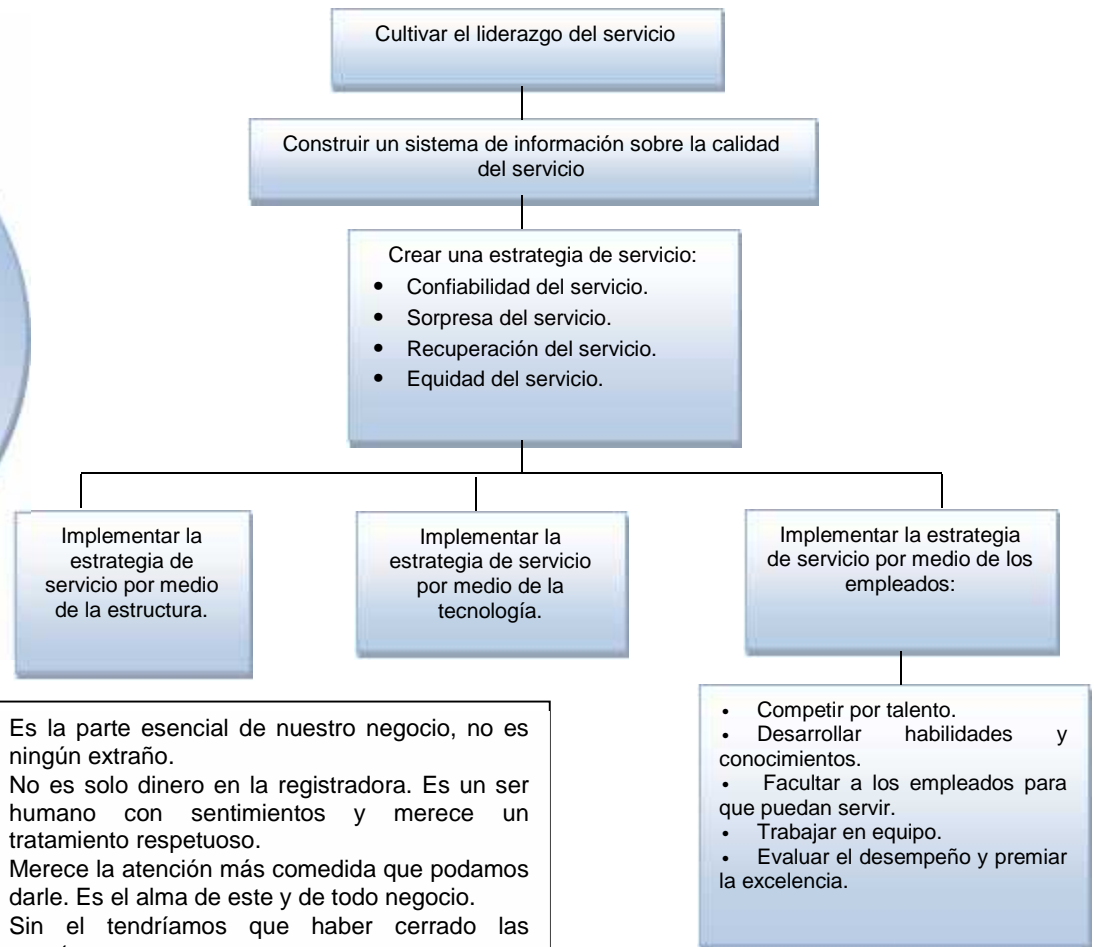 Cultivar el liderazgo del servicio
Construir un sistema de información sobre la calidad
del servicio
Crear una estrategia de servicio:
• Confiabilidad del servicio.
• Sorpresa del servicio.
• Recuperación del servicio.
• Equidad del servicio.
Implementar la
estrategia de
servicio por medio
de la estructura.
Implementar la
estrategia de servicio
por medio de la
tecnología.
Implementar la estrategia
de servicio por medio de los
empleados:
• Competir por talento.
• Desarrollar habilidades y
conocimientos.
• Facultar a los empleados para
que puedan servir.
• Trabajar en equipo.
• Evaluar el desempeño y premiar
la excelencia.
Es la parte esencial de nuestro negocio, no es
ningún extraño.
No es solo dinero en la registradora. Es un ser
humano con sentimientos y merece un
tratamiento respetuoso.
Merece la atención más comedida que podamos
darle. Es el alma de este y de todo negocio.
Sin el tendríamos que haber cerrado las